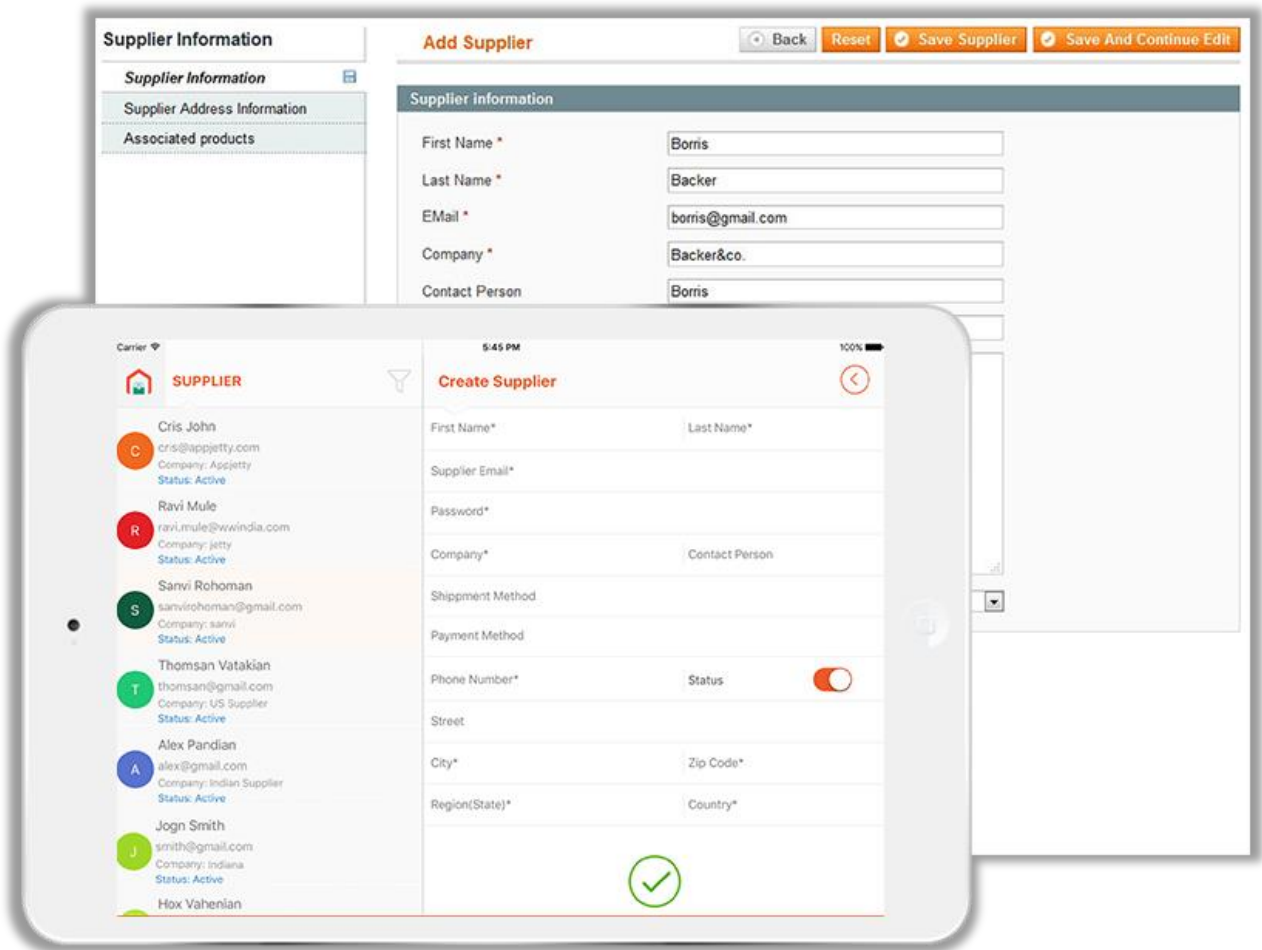 Supplier Information
Supplier Information
Supplier Address Information
Associated products
Add Supplier
Back Reset Save Supplier Save And Continue Edit
Supplier information
First Name * Borris
Last Name * Backer
EMail * borris@gmail.com
Company * Backer&co.
Contact Person Borris
Carrier 5:45 PM 100%
SUPPLIER
Cris John
cris@appjetty.com
Company: Appjetty
Status: Active
R
Ravi Mule
ravi.mule@wwindia.com
Company: jetty
Status: Active
S
Sanvi Rohoman
sanvirohoman@gmail.com
Company: sanvi
Status: Active
T
Thomsan Vatakian
thomsan@gmail.com
Company: US Supplier
Status: Active
A
Alex Pandian
alex@gmail.com
Company: Indian Supplier
Status: Active
J
Jogn Smith
smith@gmail.com
Company: Indiana
Status: Active
Hox Vahenian
C
Create Supplier
First Name* Last Name*
Supplier Email*
Password*
Company* Contact Person
Shippment Method
Payment Method
Phone Number* Status
Street
City* Zip Code*
Region(State)* Country*